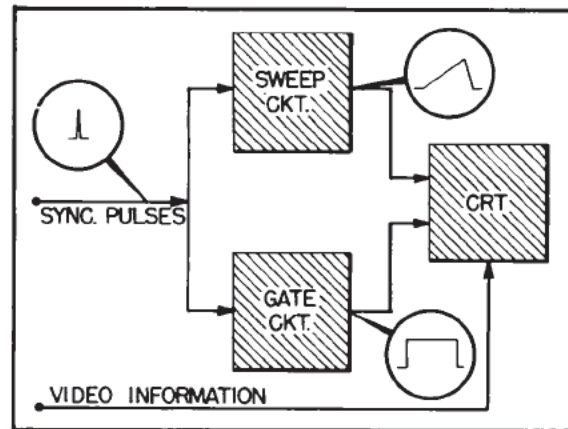 SWEEP
CKT.
SYNC. PULSES
CRT.
GATE
CKT.
VIDEO INFORMATION